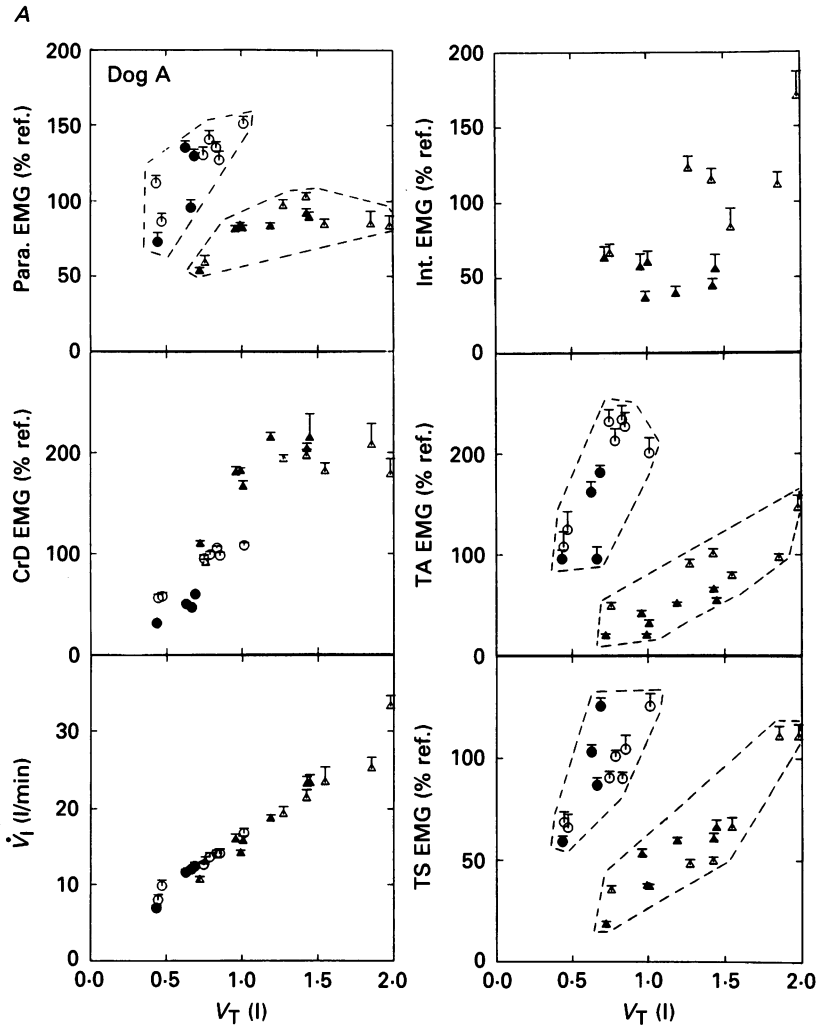 A
Dog A
200
150
100
50
0
Para. EMG (% ref.)
200
150
100
50
0
Int. EMG (% ref.)
200
100
0
CrD EMG (% ref.)
200
100
0
TA EMG (% ref.)
30
20
10
0
V̇I (l/min)
100
50
0
TS EMG (% ref.)
0·0 0·5 1·0 1·5 2·0
VT (l)
0·0 0·5 1·0 1·5 2·0
VT (l)